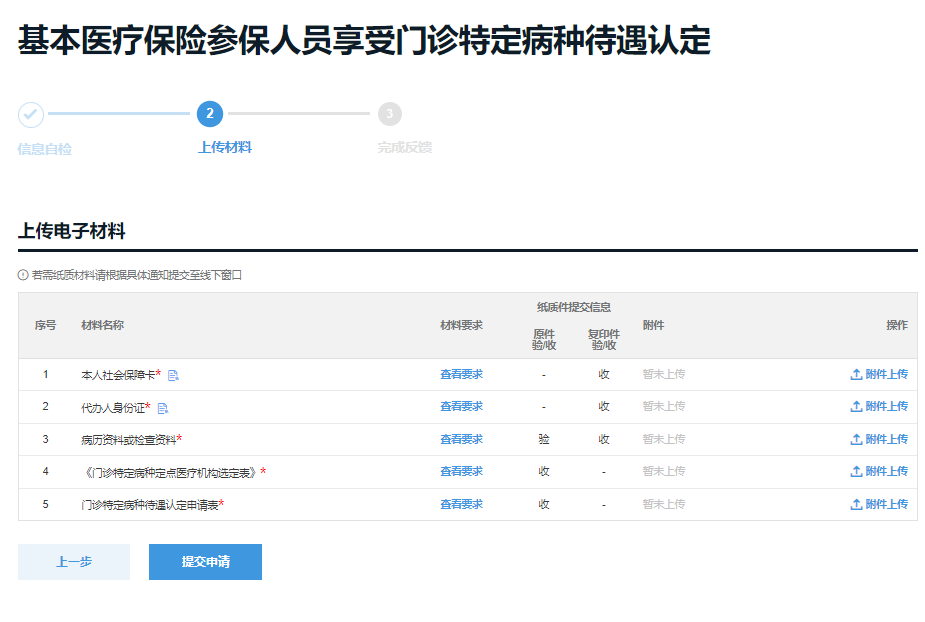 基本医疗保险参保人员享受门诊特定病种待遇认定
2 3
信息自检 上传材料 完成反馈
上传电子材料
若需纸质材料请根据具体通知提交至线下窗口
序号 材料名称 材料要求 纸质件提交信息 附件 操作
原件 复印件
验/收 验/收
1 本人社会保障卡* 查看要求 - 收 暂未上传 附件上传
2 代办人身份证* 查看要求 - 收 暂未上传 附件上传
3 病历资料或检查资料* 查看要求 验 收 暂未上传 附件上传
4 《门诊特定病种定点医疗机构选定表》* 查看要求 收 - 暂未上传 附件上传
5 门诊特定病种待遇认定申请表* 查看要求 收 - 暂未上传 附件上传
上一步 提交申请